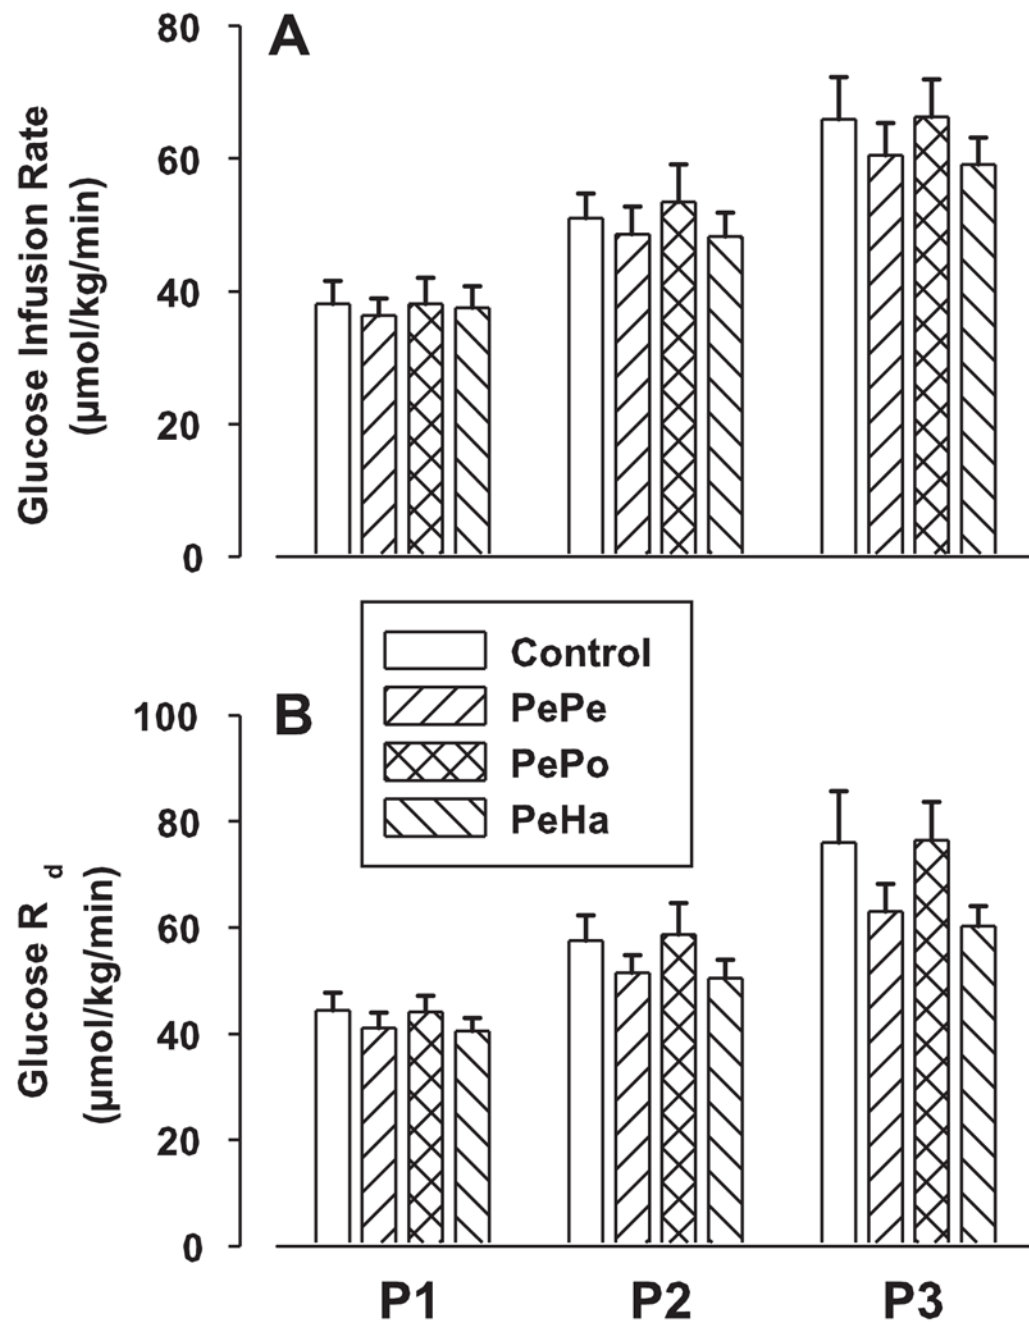 A
Glucose Infusion Rate
(µmol/kg/min)
80
60
40
20
0
Control
PePe
PePo
PeHa
B
Glucose R d
(µmol/kg/min)
100
80
60
40
20
0
P1 P2 P3